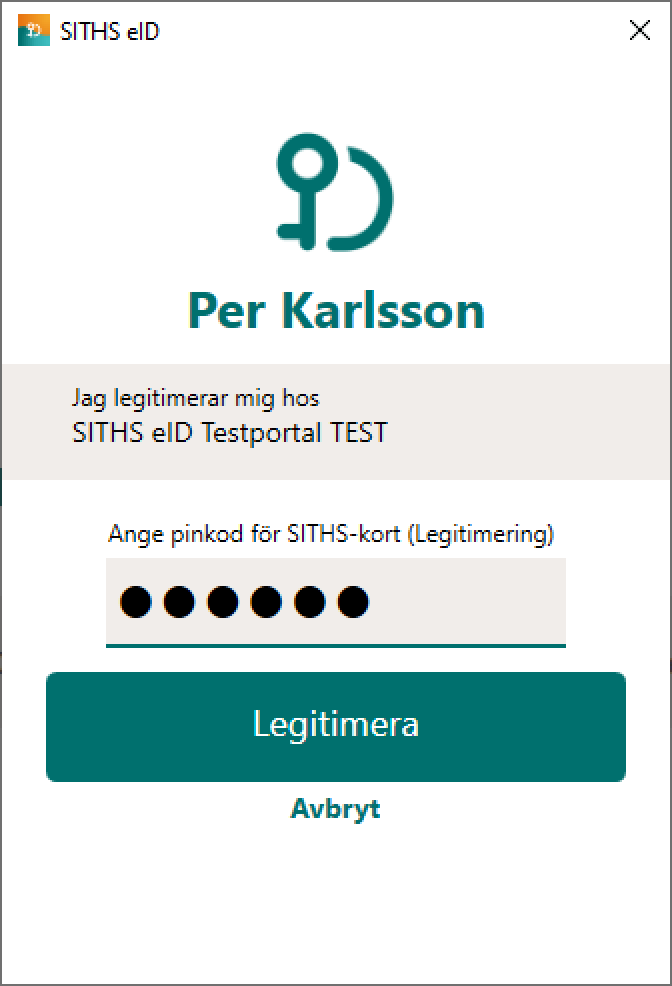 SITHS eID
Per Karlsson
Jag legitimerar mig hos
SITHS eID Testportal TEST
Ange pinkod för SITHS-kort (Legitimering)
●●●●●●
Legitimera
Avbryt